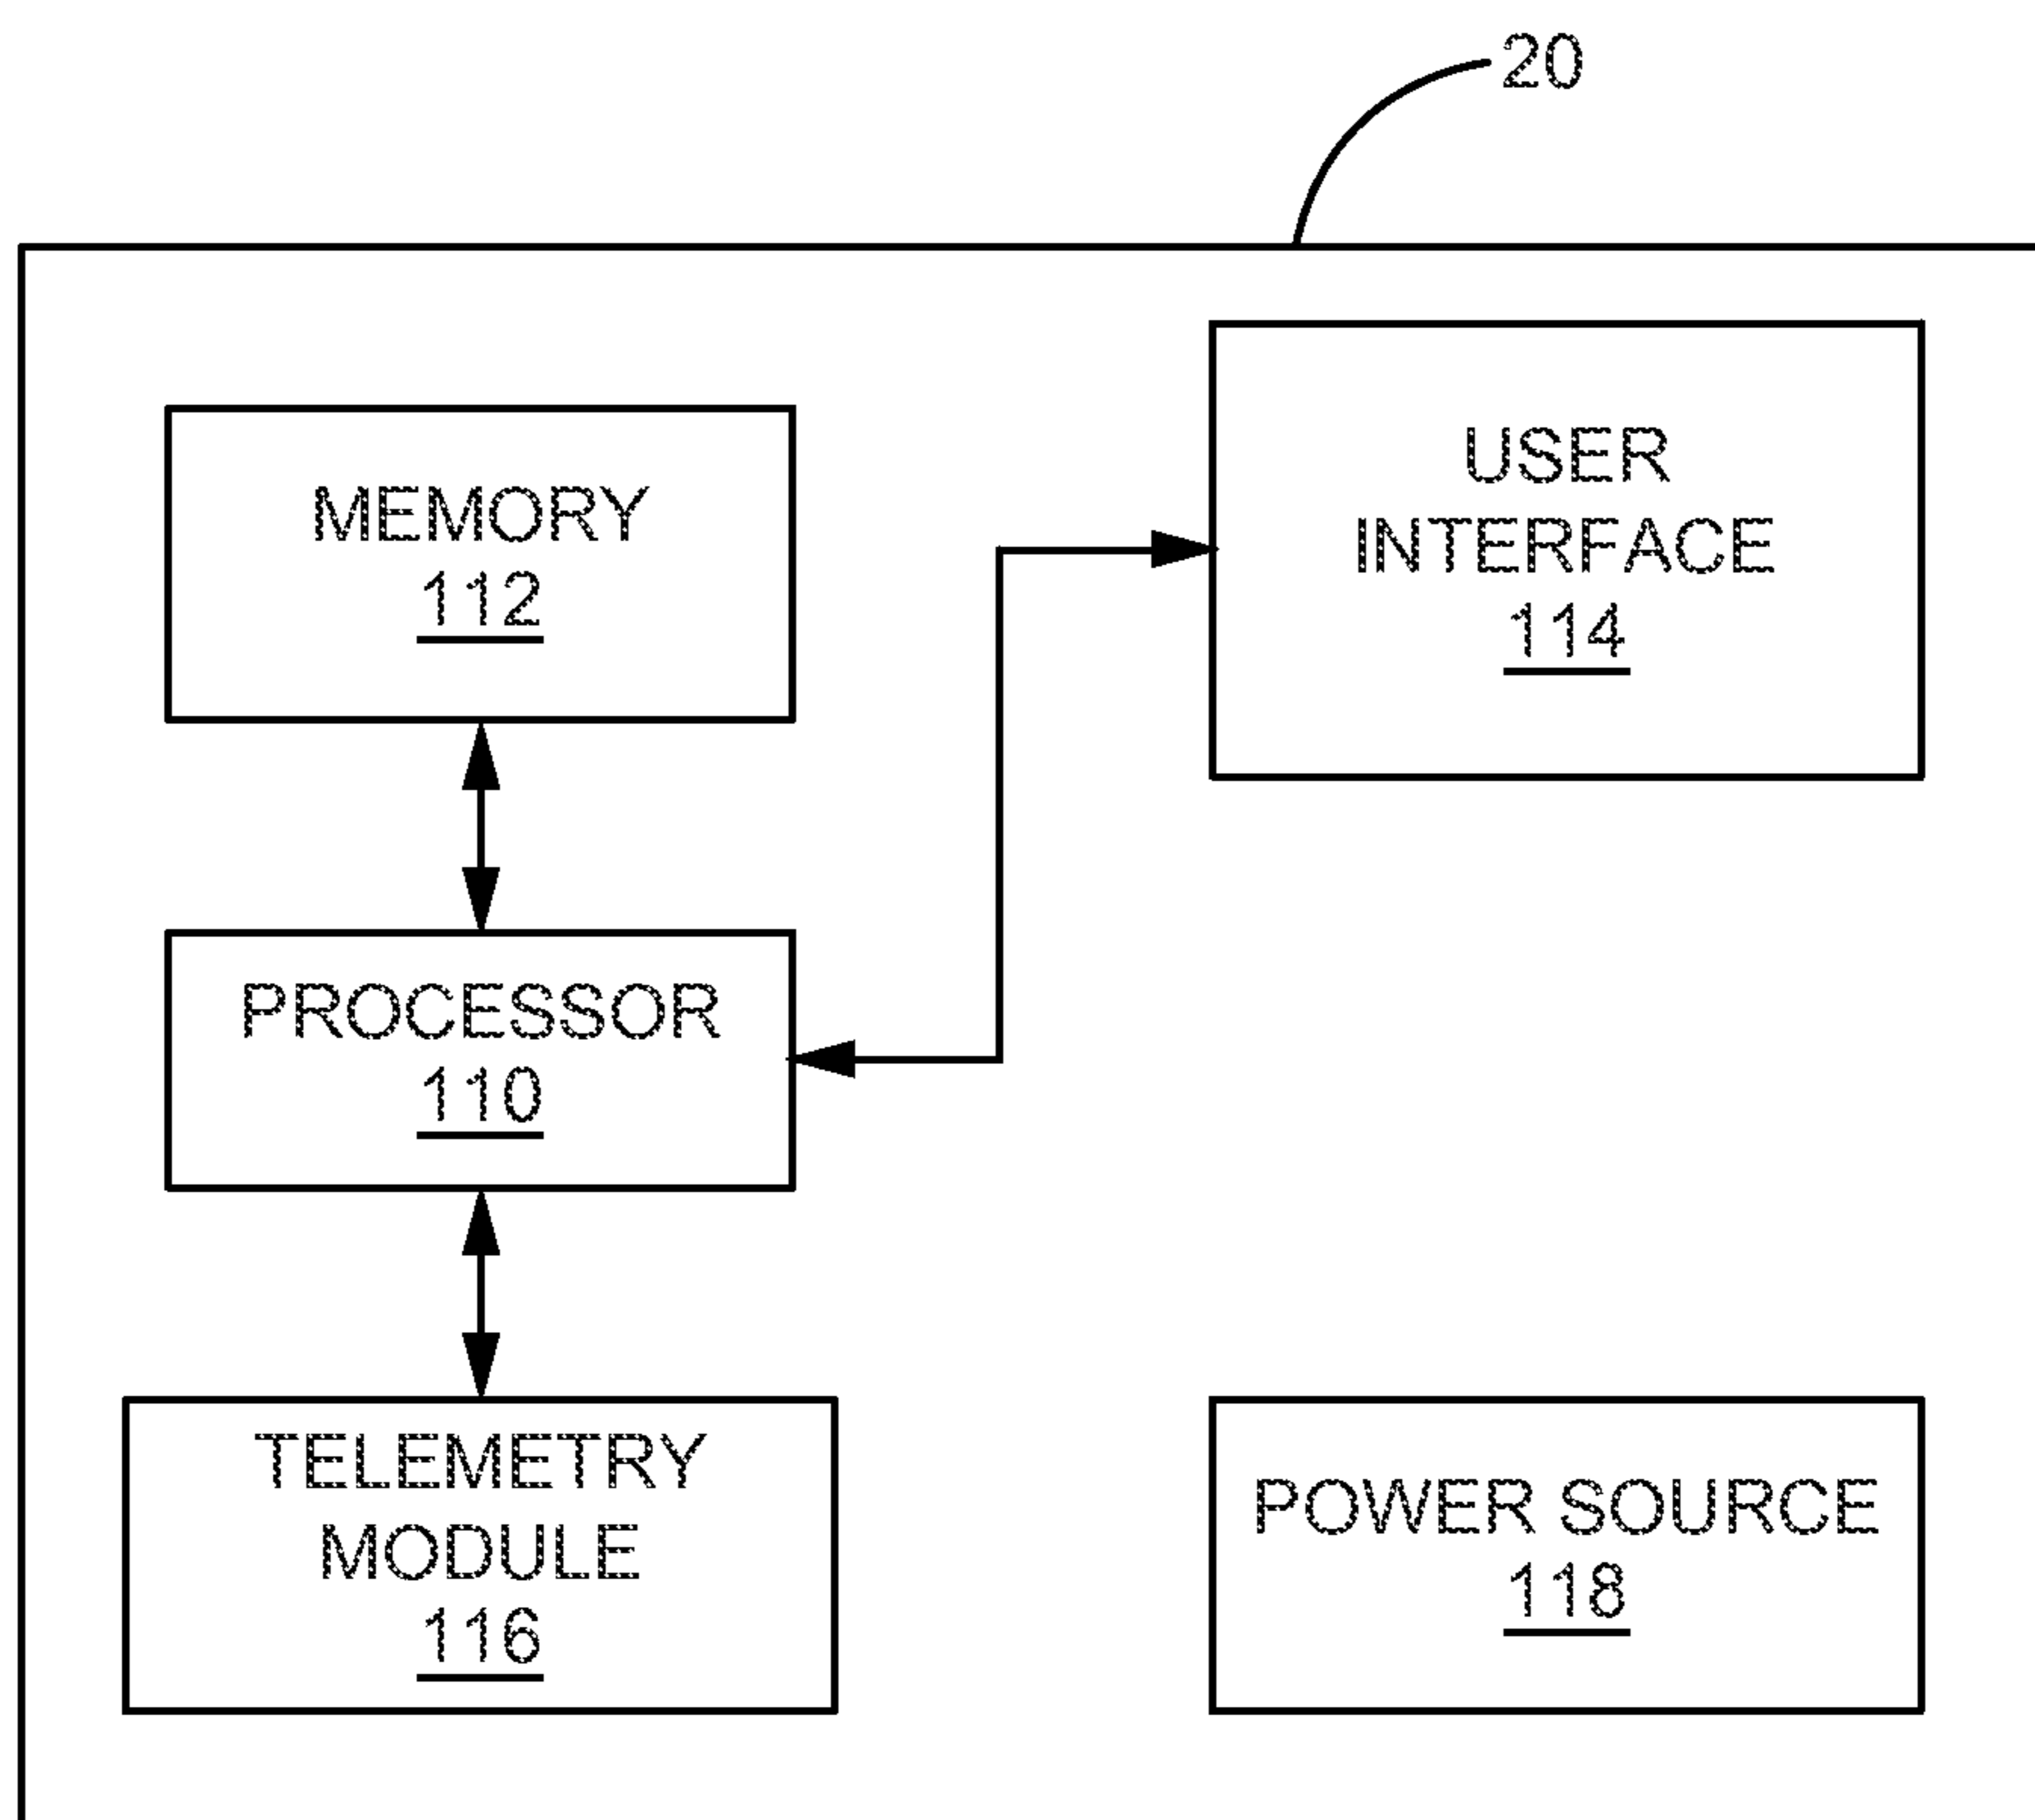 20
MEMORY
112
USER
INTERFACE
114
PROCESSOR
110
TELEMETRY
MODULE
116
POWER SOURCE
118